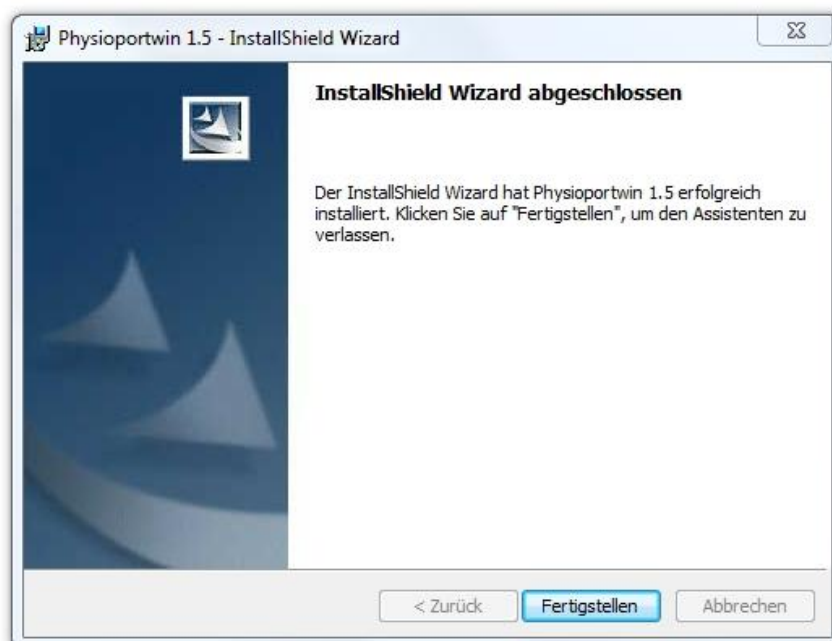 Physioportwin 1.5 - InstallShield Wizard
InstallShield Wizard abgeschlossen
Der InstallShield Wizard hat Physioportwin 1.5 erfolgreich
installiert. Klicken Sie auf "Fertigstellen", um den Assistenten zu
verlassen.
< Zurück Fertigstellen Abbrechen